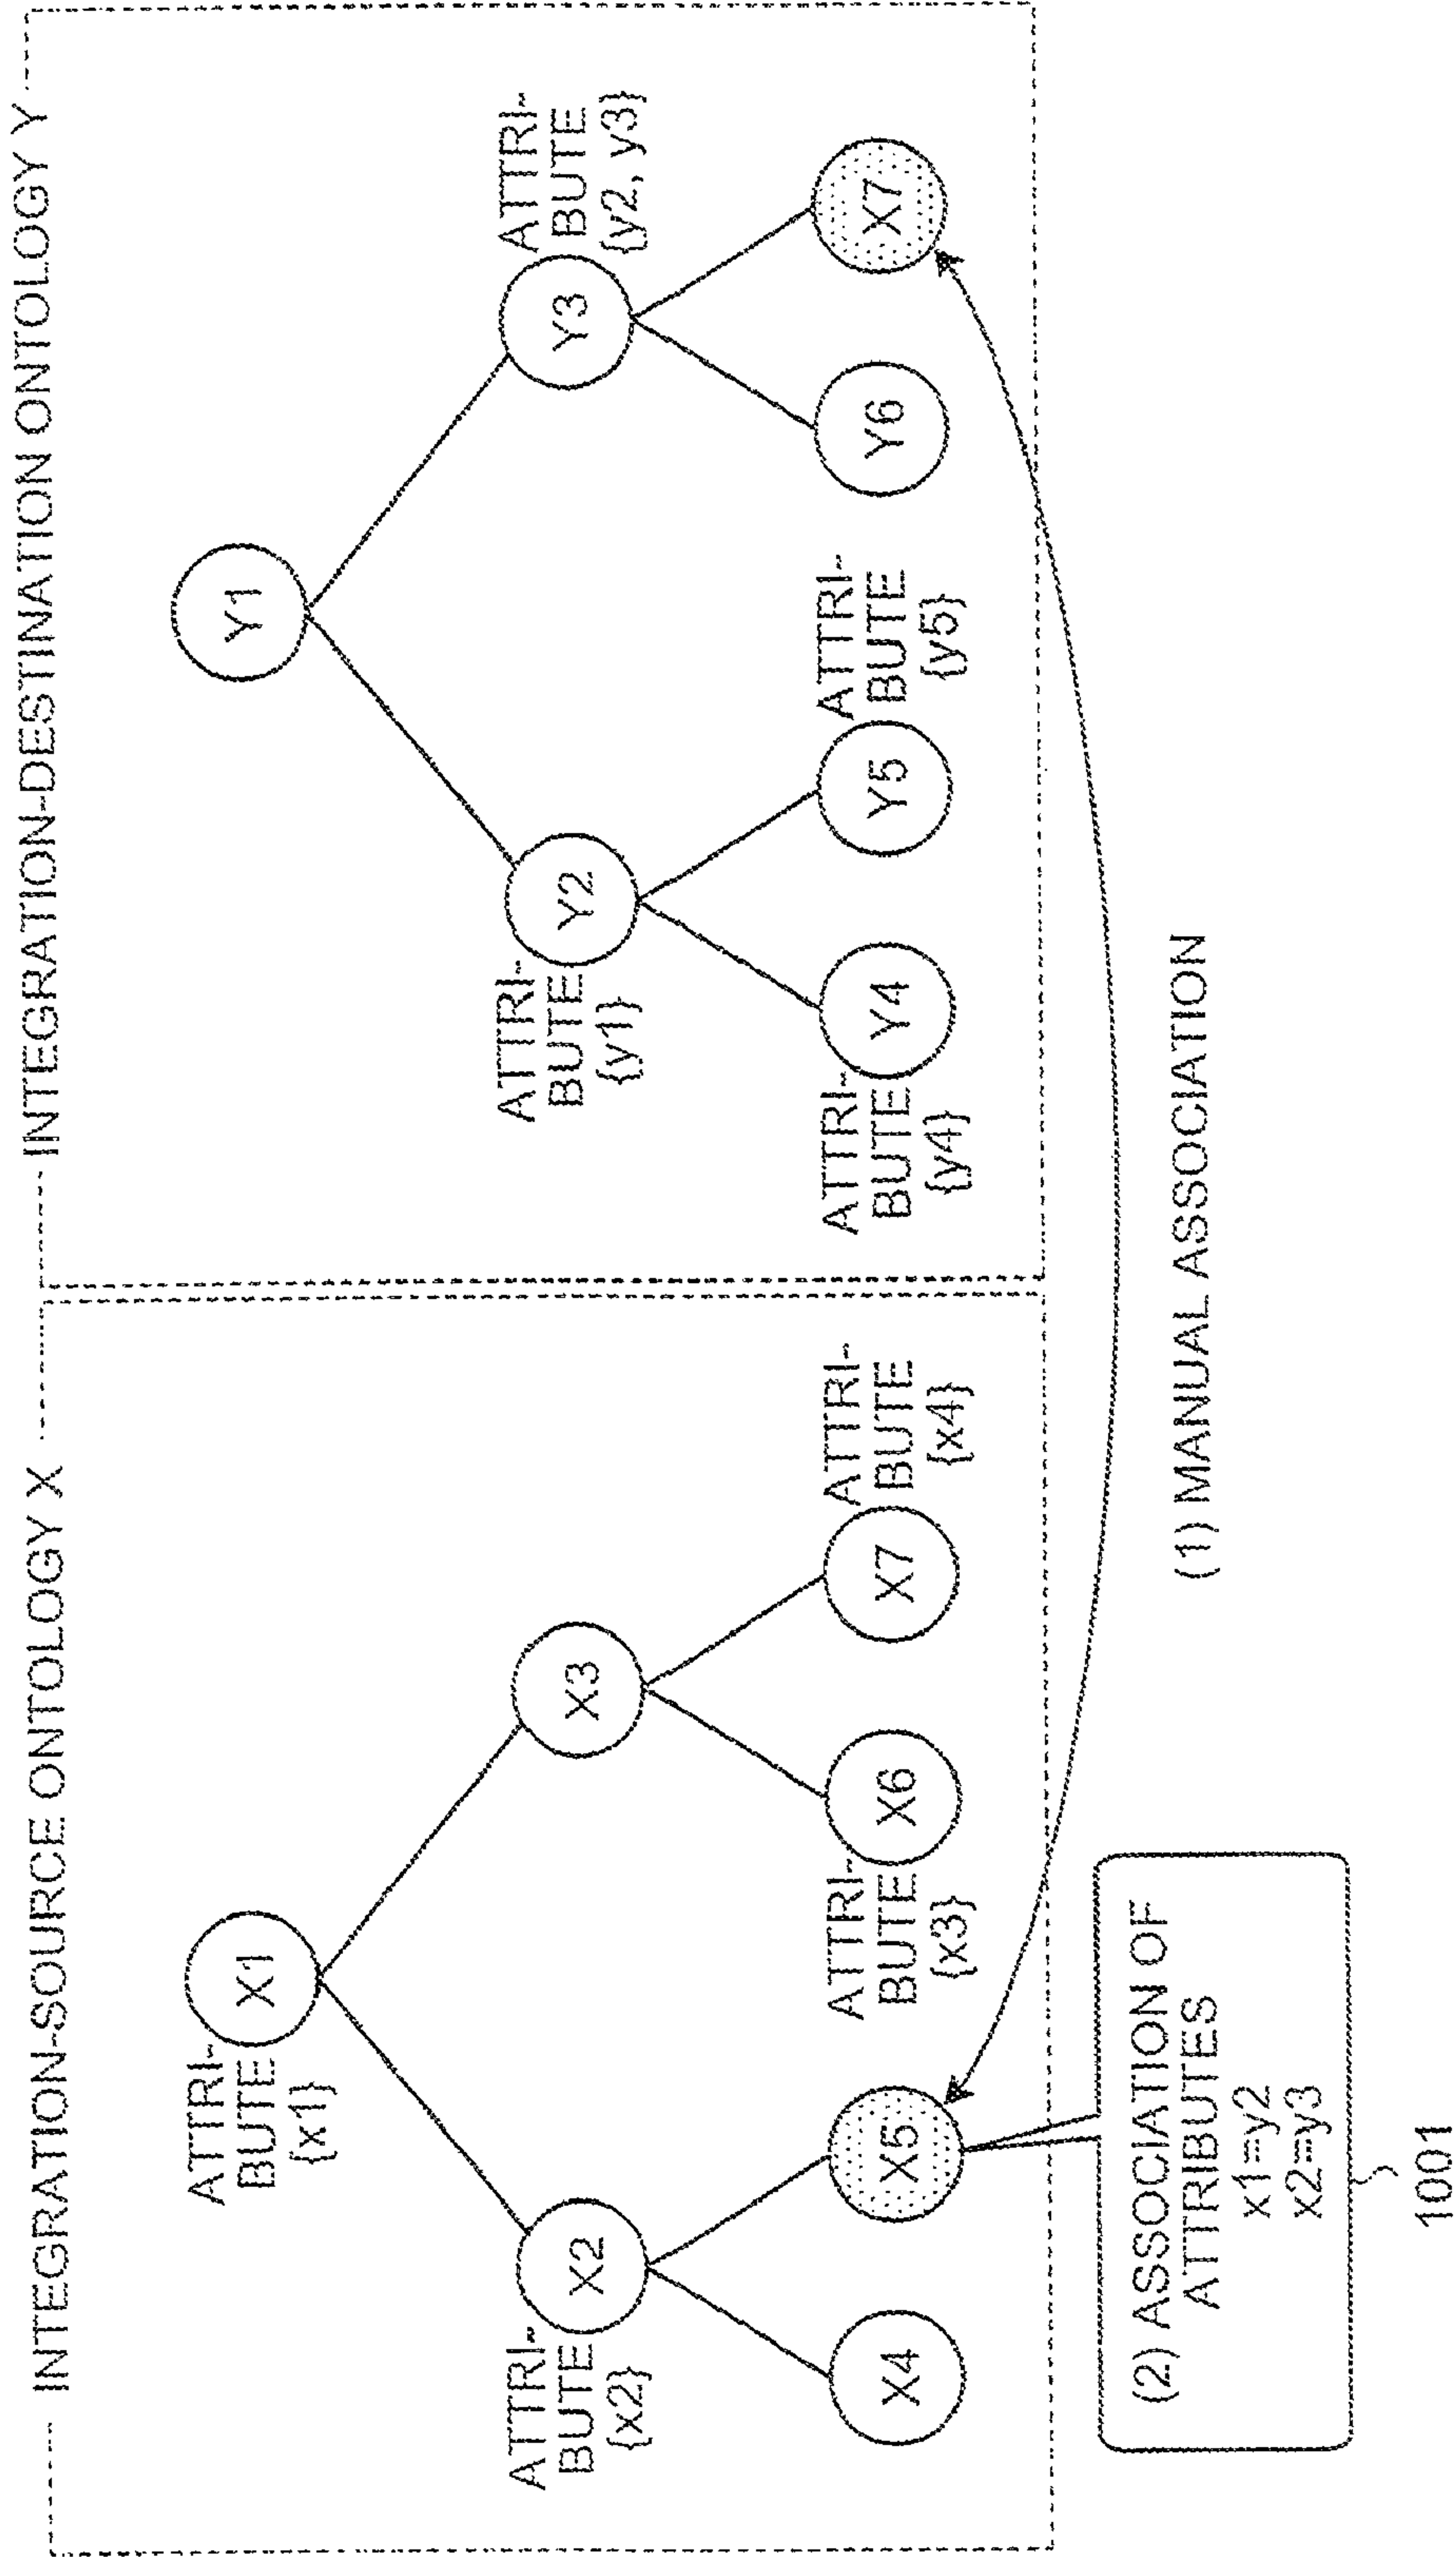 INTEGRATION-SOURCE ONTOLOGY X
X1
ATTRI-
BUTE
{x1}
X2
ATTRI-
BUTE
{x2}
X3
X4
X5
X6
ATTRI-
BUTE
{x3}
X7
ATTRI-
BUTE
{x4}
INTEGRATION-DESTINATION ONTOLOGY Y
Y1
Y2
ATTRI-
BUTE
{y1}
Y3
ATTRI-
BUTE
{y2, y3}
Y4
ATTRI-
BUTE
{y4}
Y5
ATTRI-
BUTE
{y5}
Y6
X7
(1) MANUAL ASSOCIATION
(2) ASSOCIATION OF
ATTRIBUTES
x1=y2
x2=y3
1001